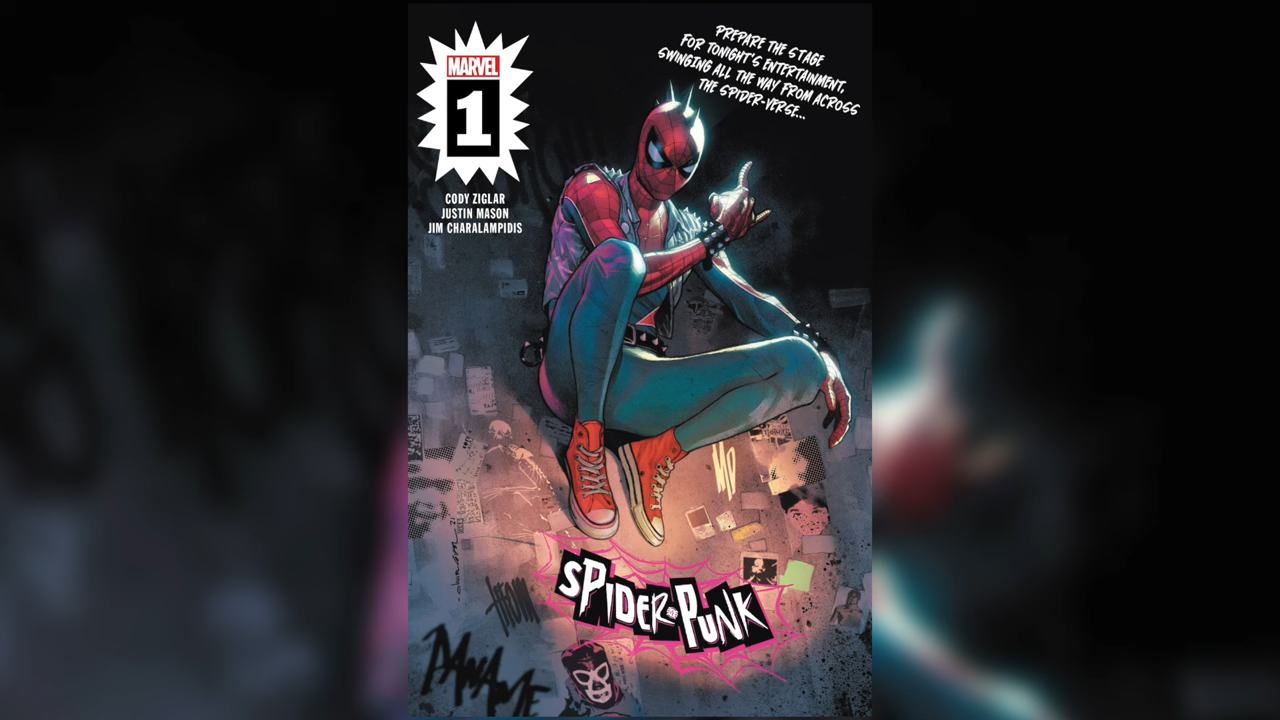 MARVEL
1
CODY ZIGLAR
JUSTIN MASON
JIM CHARALAMPIDIS
PREPARE THE STAGE
FOR TONIGHT'S ENTERTAINMENT,
SWINGING ALL THE WAY FROM ACROSS
THE SPIDER-VERSE...
SPIDER-PUNK